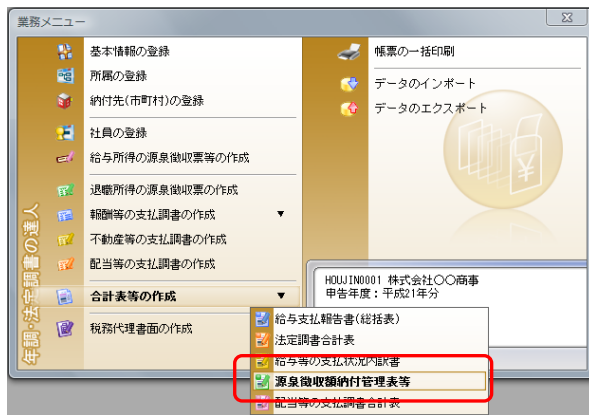 業務メニュー
基本情報の登録
所属の登録
納付先(市町村)の登録
社員の登録
給与所得の源泉徴収票等の作成
退職所得の源泉徴収票の作成
報酬等の支払調書の作成 ▼
不動産等の支払調書の作成
配当等の支払調書の作成
合計表等の作成 ▼
税務代理書面の作成
年調・法定調書の達人
帳票の一括印刷
データのインポート
データのエクスポート
HOUJIN0001 株式会社〇〇商事
申告年度:平成21年分
給与支払報告書(総括表)
法定調書合計表
給与等の支払状況内訳書
源泉徴収額納付管理表等
配当等の支払調書合計表